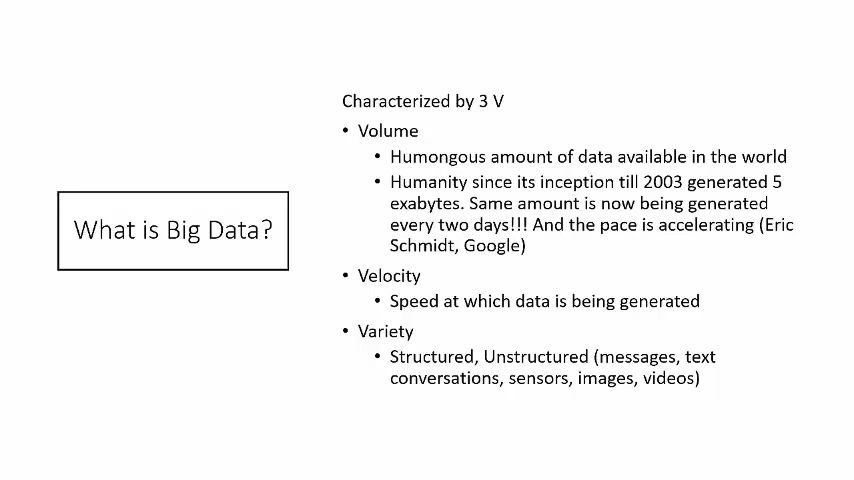 What is Big Data?
Characterized by 3 V
• Volume
• Humongous amount of data available in the world
• Humanity since its inception till 2003 generated 5
exabytes. Same amount is now being generated
every two days!!! And the pace is accelerating (Eric
Schmidt, Google)
• Velocity
• Speed at which data is being generated
• Variety
• Structured, Unstructured (messages, text
conversations, sensors, images, videos)